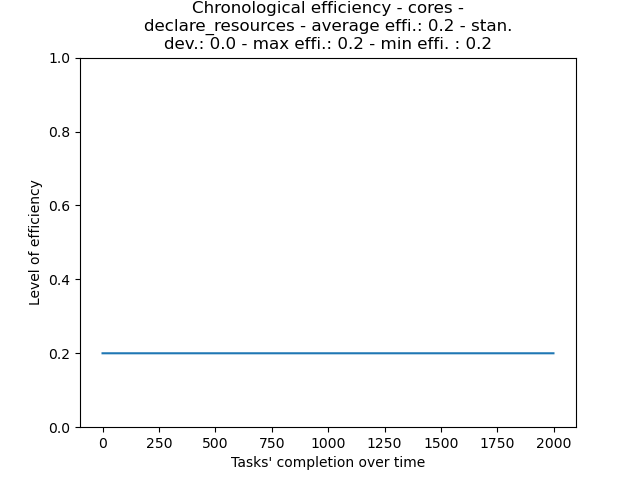 Chronological efficiency - cores -
declare_resources - average effi.: 0.2 - stan.
dev.: 0.0 - max effi.: 0.2 - min effi. : 0.2
1.0
0.8
0.6
0.4
0.2
0.0
Level of efficiency
0 250 500 750 1000 1250 1500 1750 2000
Tasks' completion over time